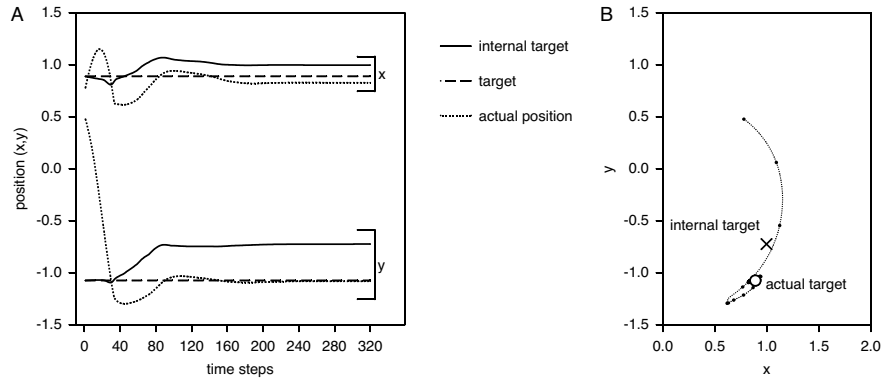 A
1.5
1.0
0.5
0.0
-0.5
-1.0
-1.5
position (x,y)
0 40 80 120 160 200 240 280 320
time steps
x
y
internal target
target
actual position
B
1.5
1.0
0.5
0.0
-0.5
-1.0
-1.5
y
internal target
actual target
0.0 0.5 1.0 1.5 2.0
x